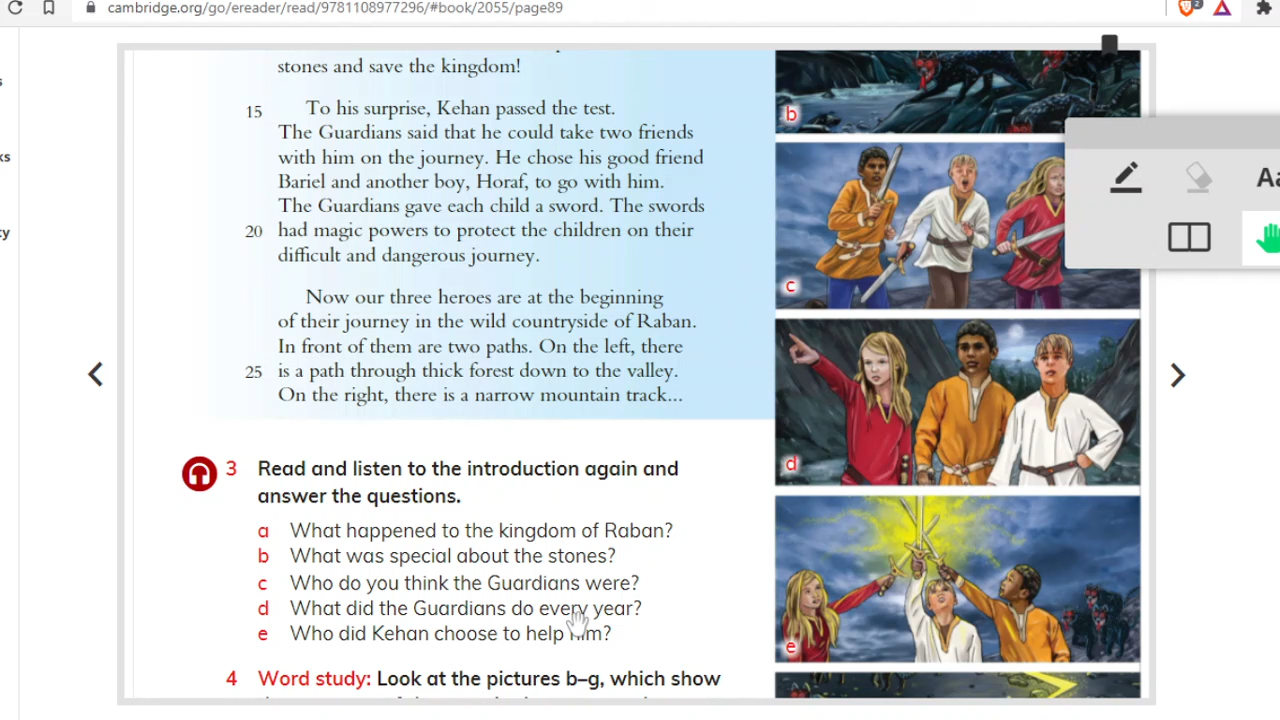 cambridge.org/go/ereader/read/9781108977296/#book/2055/page89
2
stones and save the kingdom!
15 To his surprise, Kehan passed the test.
The Guardians said that he could take two friends
with him on the journey. He chose his good friend
Bariel and another boy, Horaf, to go with him.
The Guardians gave each child a sword. The swords
20 had magic powers to protect the children on their
difficult and dangerous journey.
Now our three heroes are at the beginning
of their journey in the wild countryside of Raban.
In front of them are two paths. On the left, there
25 is a path through thick forest down to the valley.
On the right, there is a narrow mountain track...
3 Read and listen to the introduction again and
answer the questions.
a What happened to the kingdom of Raban?
b What was special about the stones?
c Who do you think the Guardians were?
d What did the Guardians do every year?
e Who did Kehan choose to help him?
4 Word study: Look at the pictures b–g, which show
b
c
d
e
Aa